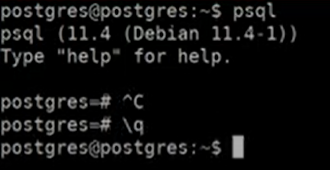 postgres@postgres:~$ psql
psql (11.4 (Debian 11.4-1))
Type "help" for help.
postgres=# ^C
postgres=# \q
postgres@postgres:~$